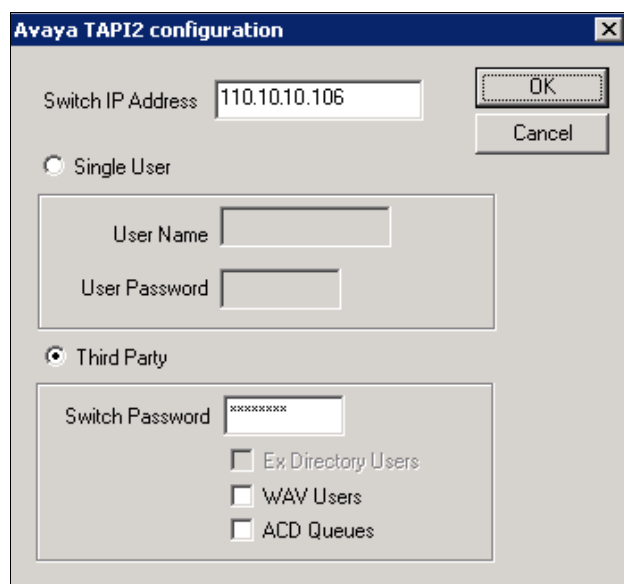 Avaya TAPI2 configuration
Switch IP Address 110.10.10.106
OK
Cancel
Single User
User Name
User Password
Third Party
Switch Password ********
Ex Directory Users
WAV Users
ACD Queues